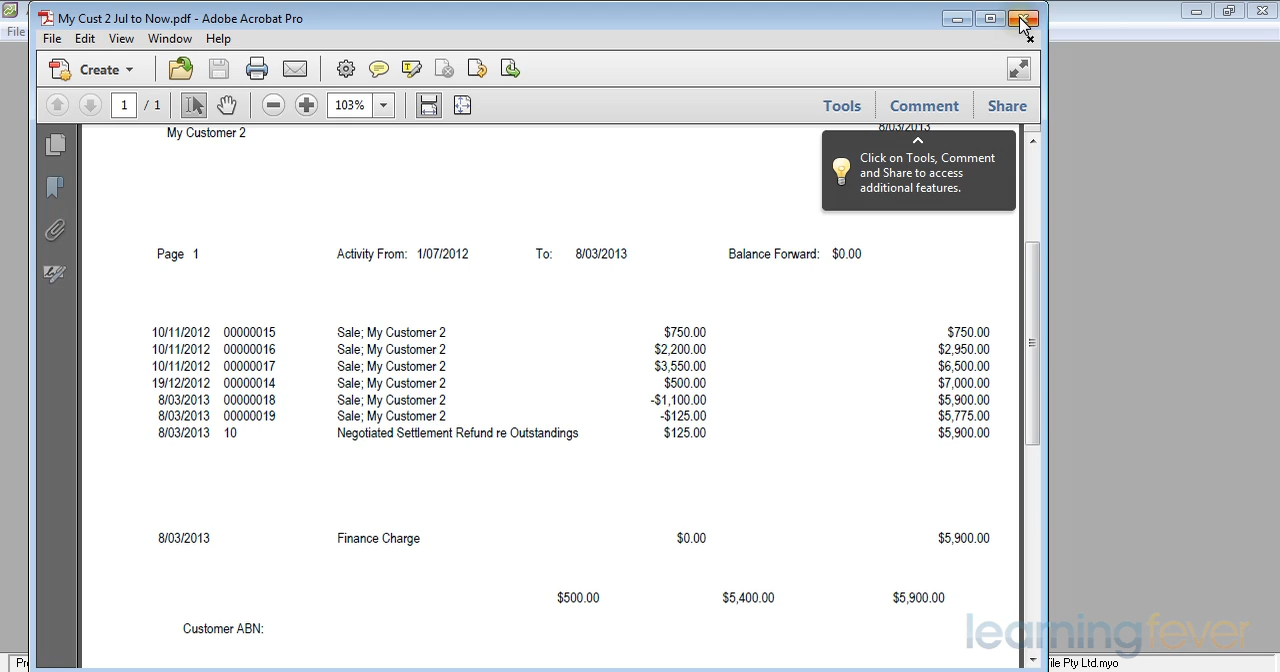 My Cust 2 Jul to Now.pdf - Adobe Acrobat Pro
File
File Edit View Window Help
Create
1 / 1 103% Tools Comment Share
My Customer 2 8/03/2013
Click on Tools, Comment
and Share to access
additional features.
Page 1 Activity From: 1/07/2012 To: 8/03/2013 Balance Forward: $0.00
10/11/2012 00000015 Sale; My Customer 2 $750.00 $750.00
10/11/2012 00000016 Sale; My Customer 2 $2,200.00 $2,950.00
10/11/2012 00000017 Sale; My Customer 2 $3,550.00 $6,500.00
19/12/2012 00000014 Sale; My Customer 2 $500.00 $7,000.00
8/03/2013 00000018 Sale; My Customer 2 -$1,100.00 $5,900.00
8/03/2013 00000019 Sale; My Customer 2 -$125.00 $5,775.00
8/03/2013 10 Negotiated Settlement Refund re Outstandings $125.00 $5,900.00
8/03/2013 Finance Charge $0.00 $5,900.00
$500.00 $5,400.00 $5,900.00
Customer ABN:
learningfever
Pty Ltd.myo